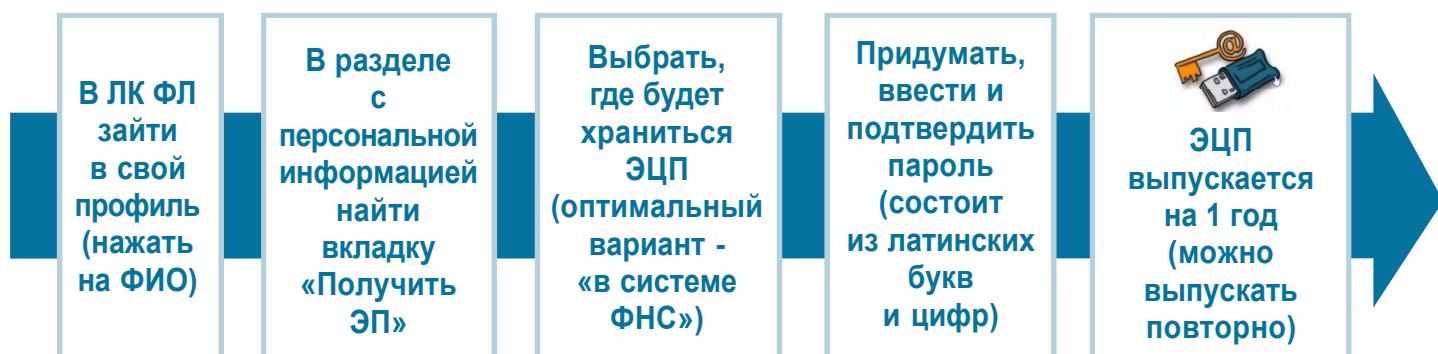 В ЛК ФЛ
зайти
в свой
профиль
(нажать
на ФИО)
В разделе
с
персональной
информацией
найти
вкладку
«Получить
ЭП»
Выбрать,
где будет
храниться
ЭЦП
(оптимальный
вариант -
«в системе
ФНС»)
Придумать,
ввести и
подтвердить
пароль
(состоит
из латинских
букв
и цифр)
@
ЭЦП
выпускается
на 1 год
(можно
выпускать
повторно)